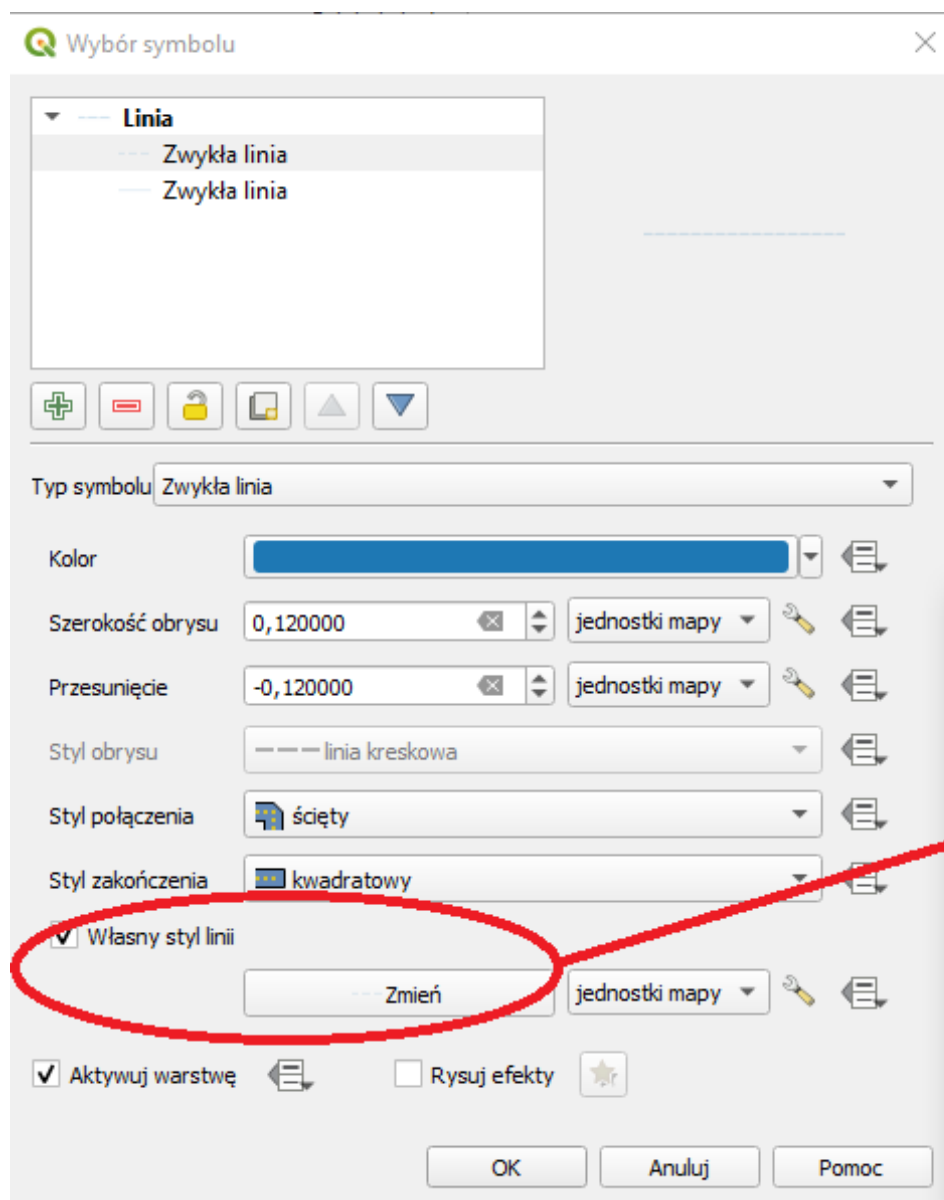 Wybór symbolu
Linia
Zwykła linia
Zwykła linia
Typ symbolu Zwykła linia
Kolor
Szerokość obrysu 0,120000 jednostki mapy
Przesunięcie -0,120000 jednostki mapy
Styl obrysu linia kreskowa
Styl połączenia ścięty
Styl zakończenia kwadratowy
Własny styl linii
Zmień jednostki mapy
Aktywuj warstwę Rysuj efekty
OK Anuluj Pomoc